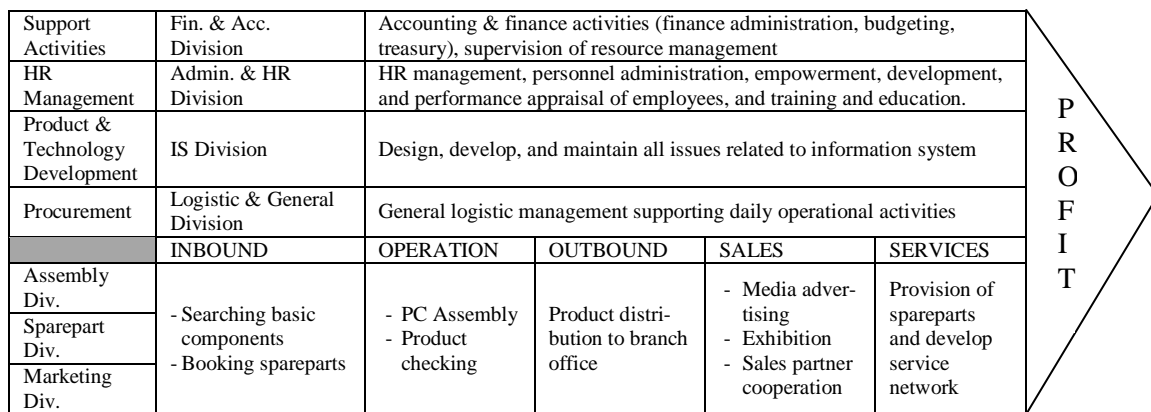 Support
Activities
Fin. & Acc.
Division
Accounting & finance activities (finance administration, budgeting,
treasury), supervision of resource management
HR
Management
Admin. & HR
Division
HR management, personnel administration, empowerment, development,
and performance appraisal of employees, and training and education.
Product &
Technology
Development
IS Division
Design, develop, and maintain all issues related to information system
Procurement
Logistic & General
Division
General logistic management supporting daily operational activities
INBOUND
OPERATION
OUTBOUND
SALES
SERVICES
Assembly
Div.
Sparepart
Div.
Marketing
Div.
- Searching basic
components
- Booking spareparts
- PC Assembly
- Product
checking
Product distri-
bution to branch
office
- Media adver-
tising
- Exhibition
- Sales partner
cooperation
Provision of
spareparts
and develop
service
network
P
R
O
F
I
T